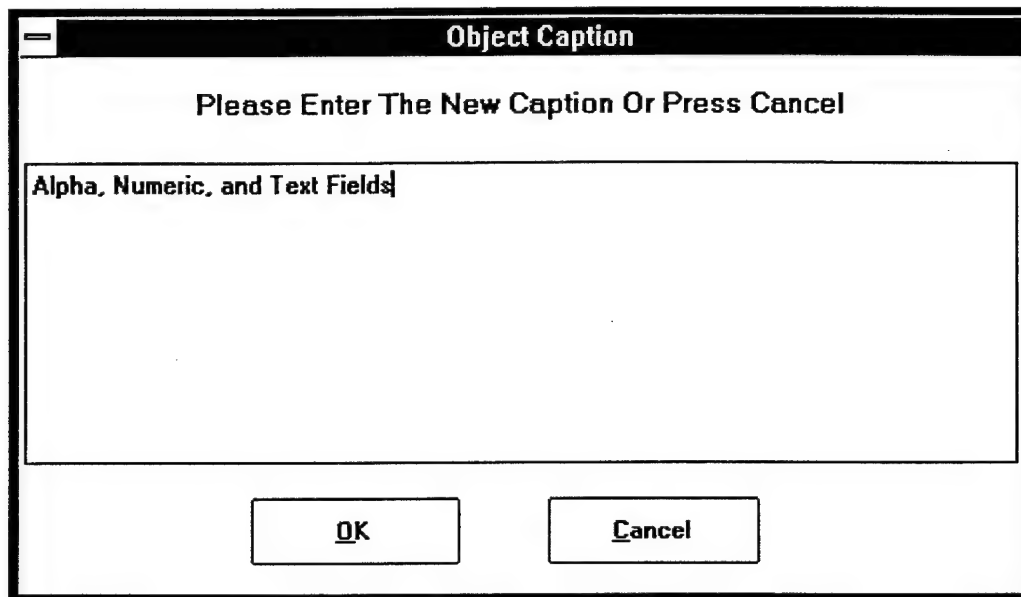 Object Caption
Please Enter The New Caption Or Press Cancel
Alpha, Numeric, and Text Fields
OK
Cancel